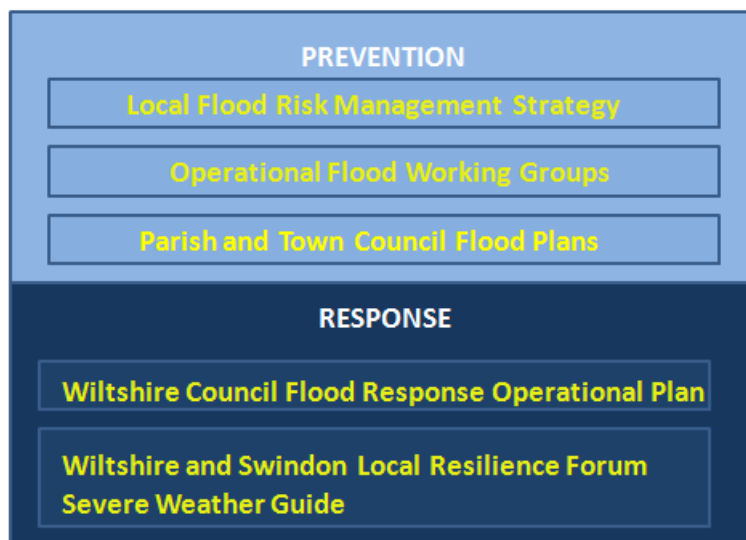 PREVENTION
Local Flood Risk Management Strategy
Operational Flood Working Groups
Parish and Town Council Flood Plans
RESPONSE
Wiltshire Council Flood Response Operational Plan
Wiltshire and Swindon Local Resilience Forum
Severe Weather Guide